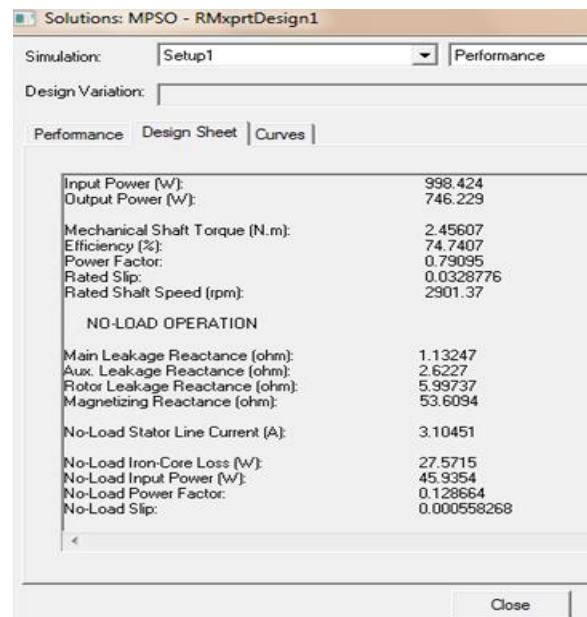 Solutions: MPSO - RMxprtDesign1
Simulation: Setup1 Performance
Design Variation:
Performance Design Sheet Curves
Input Power (W): 998.424
Output Power (W): 746.229
Mechanical Shaft Torque (N.m): 2.45607
Efficiency (%): 74.7407
Power Factor: 0.79095
Rated Slip: 0.0328776
Rated Shaft Speed (rpm): 2901.37
NO-LOAD OPERATION
Main Leakage Reactance (ohm): 1.13247
Aux. Leakage Reactance (ohm): 2.6227
Rotor Leakage Reactance (ohm): 5.99737
Magnetizing Reactance (ohm): 53.6094
No-Load Stator Line Current (A): 3.10451
No-Load Iron-Core Loss (W): 27.5715
No-Load Input Power (W): 45.9354
No-Load Power Factor: 0.128664
No-Load Slip: 0.000558268
Close